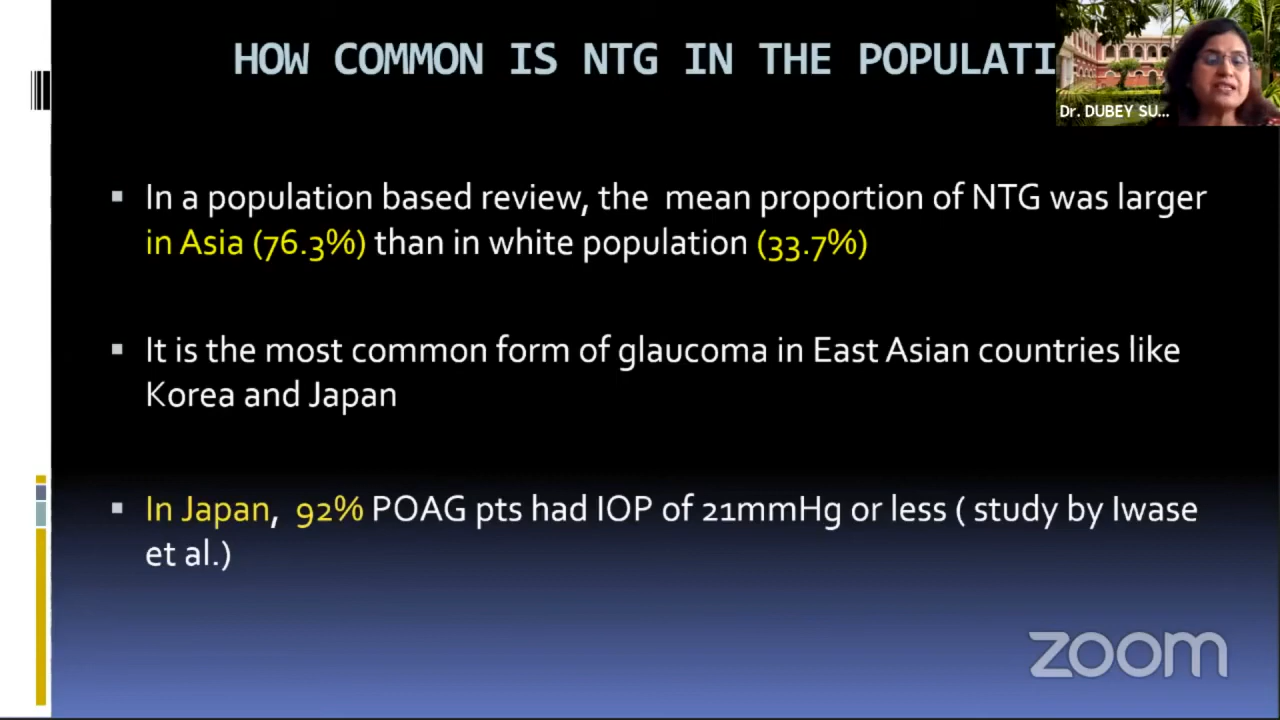 HOW COMMON IS NTG IN THE POPULATI
Dr. DUBEY SU...
In a population based review, the mean proportion of NTG was larger
in Asia (76.3%) than in white population (33.7%)
It is the most common form of glaucoma in East Asian countries like
Korea and Japan
In Japan, 92% POAG pts had IOP of 21mmHg or less ( study by Iwase
et al.)
zoom